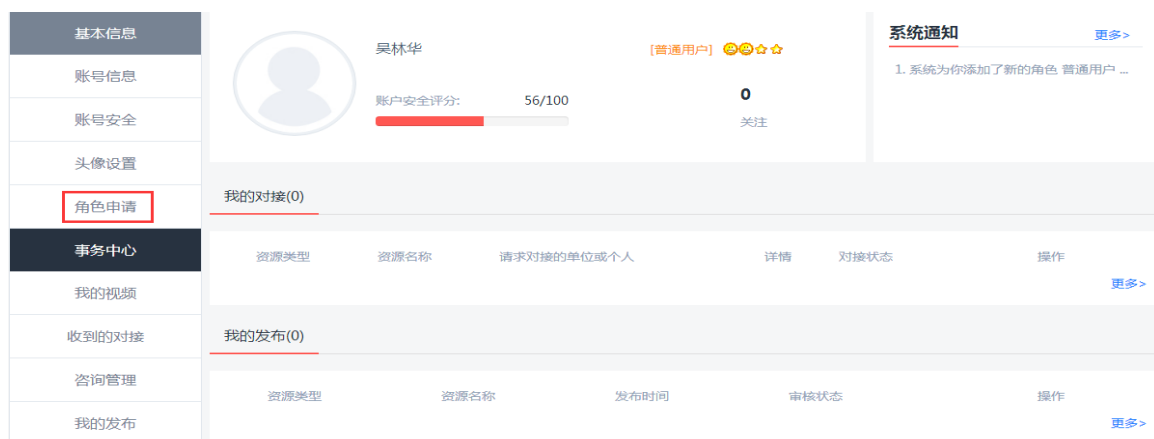 基本信息
账号信息
账号安全
头像设置
角色申请
事务中心
我的视频
收到的对接
咨询管理
我的发布
吴林华
[普通用户]
账户安全评分:
56/100
0
关注
系统通知
更多>
1. 系统为你添加了新的角色 普通用户 ...
我的对接(0)
资源类型 资源名称 请求对接的单位或个人 详情 对接状态 操作
更多>
我的发布(0)
资源类型 资源名称 发布时间 审核状态 操作
更多>